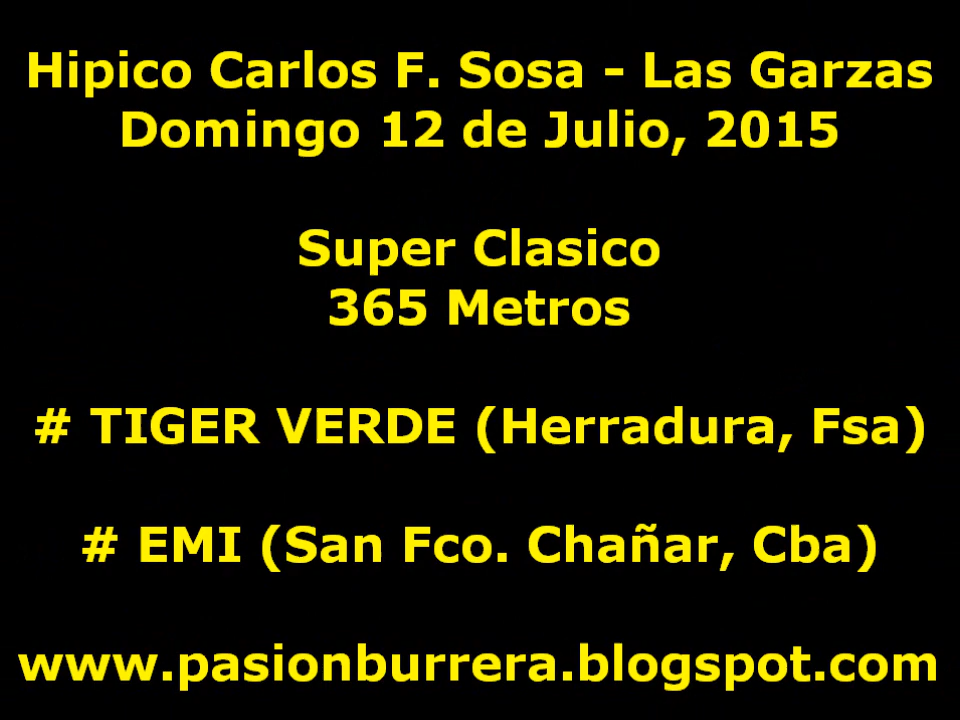 Hipico Carlos F. Sosa - Las Garzas
Domingo 12 de Julio, 2015
Super Clasico
365 Metros
# TIGER VERDE (Herradura, Fsa)
# EMI (San Fco. Chañar, Cba)
www.pasionburrera.blogspot.com